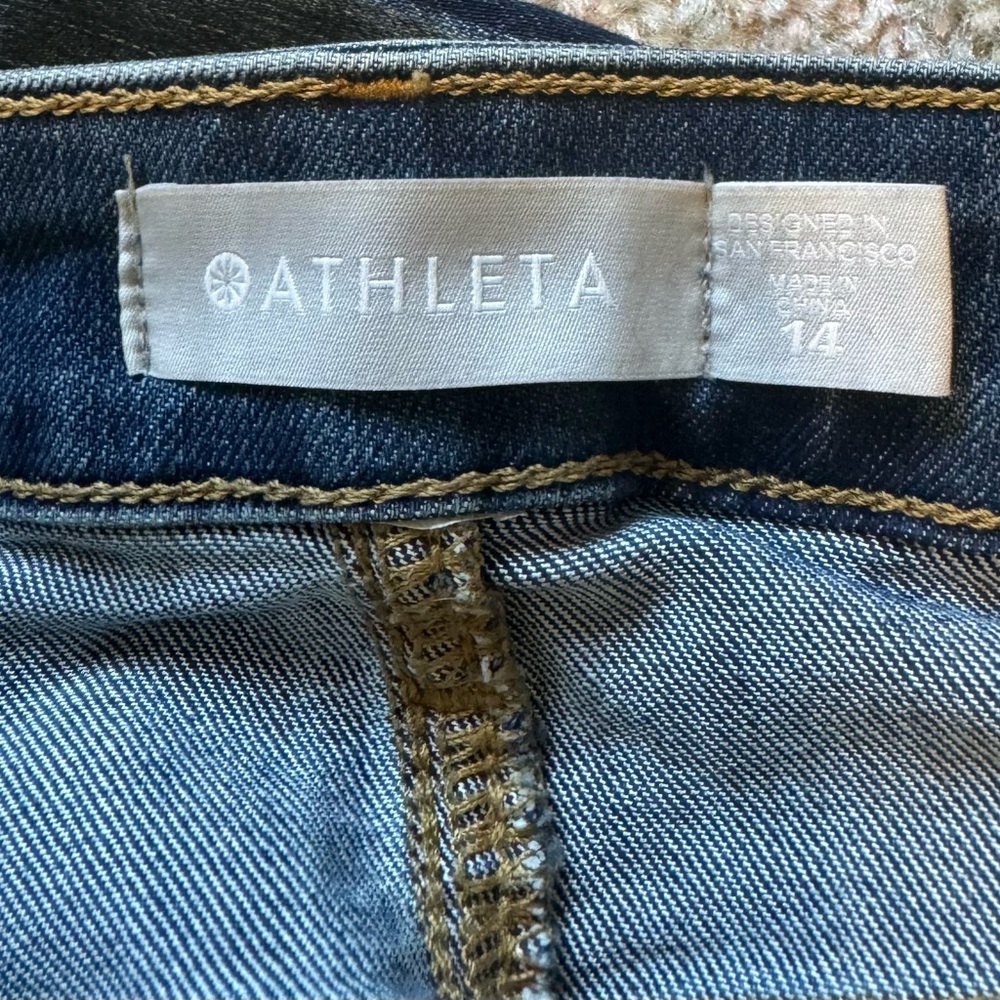 ATHLETA
DESIGNED IN
SAN FRANCISCO
MADE IN
CHINA
14